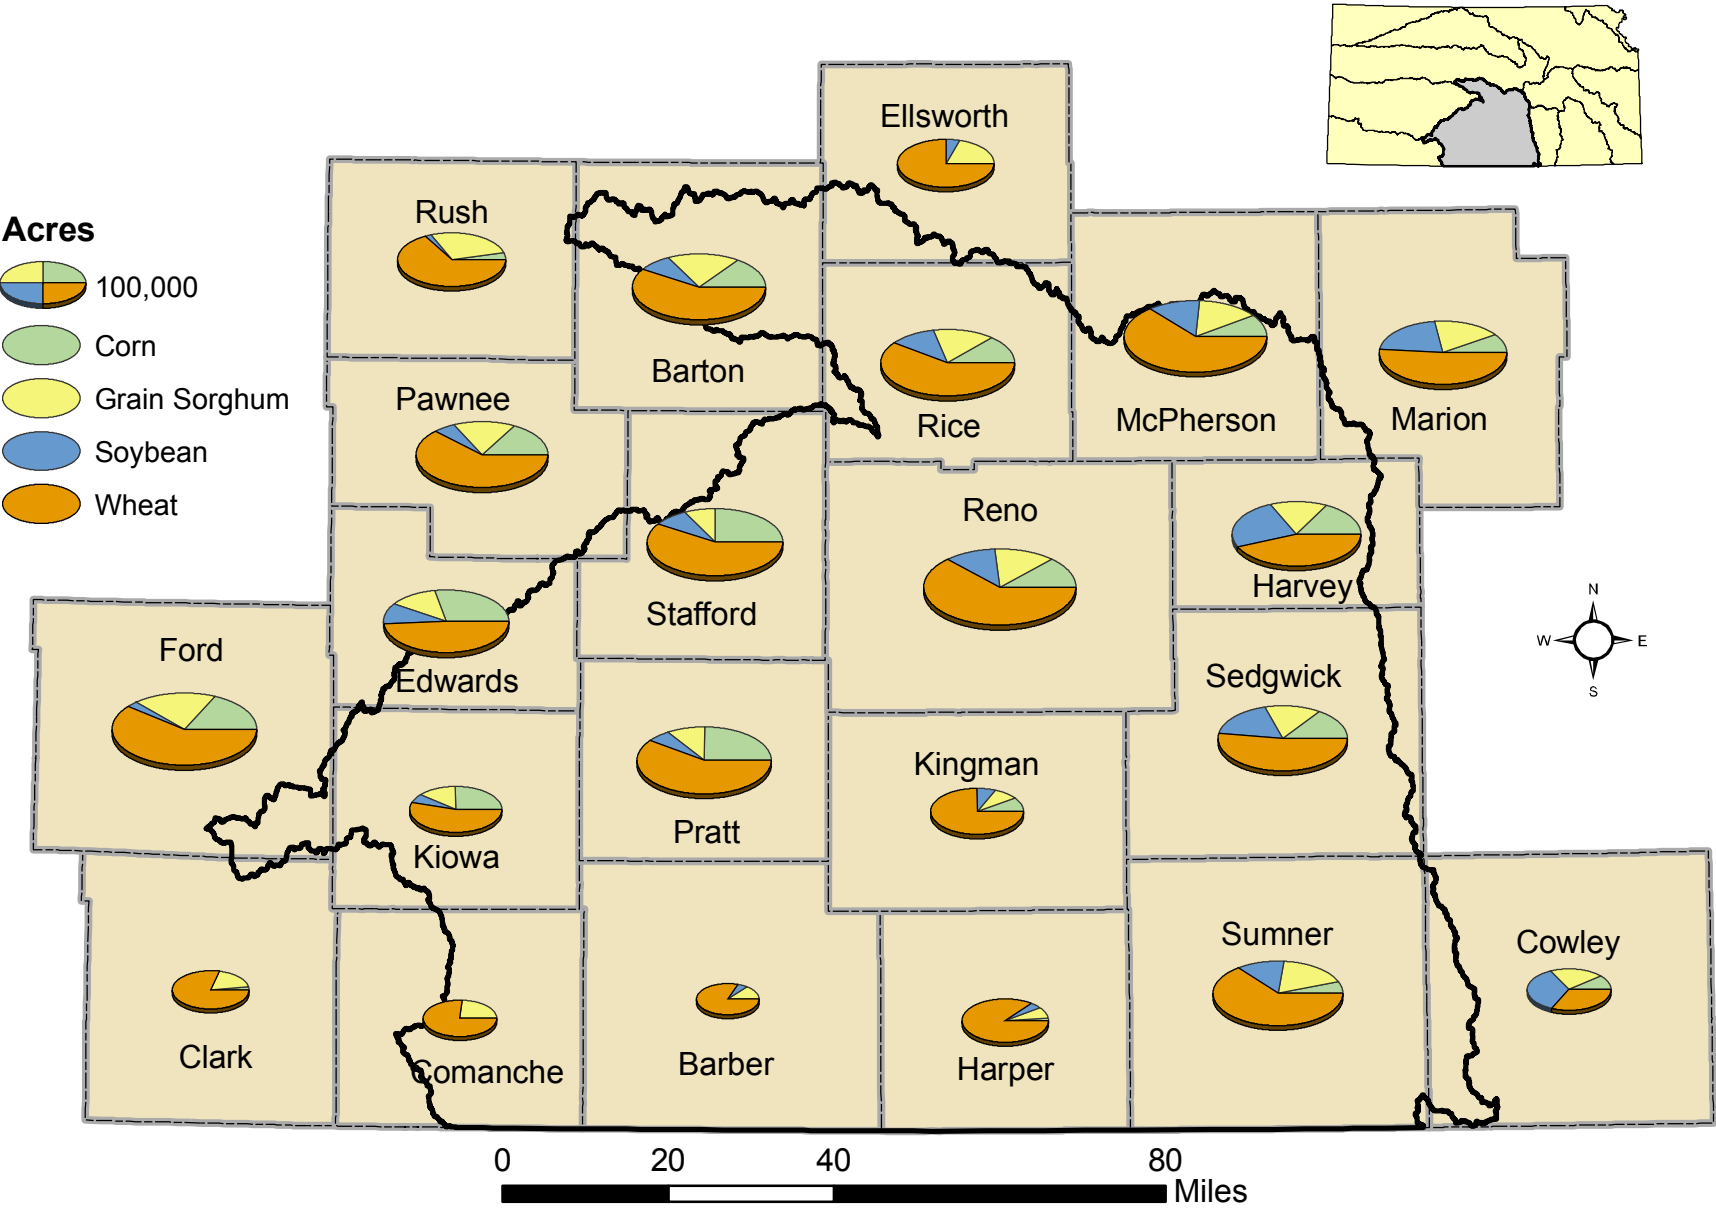 Ellsworth
Rush
Acres
100,000
Corn
Grain Sorghum
Soybean
Wheat
Barton
Pawnee
Rice
McPherson
Marion
Reno
Harvey
Stafford
Edwards
Ford
Sedgwick
Kingman
Pratt
Kiowa
N
W
E
S
Sumner
Cowley
Clark
Comanche
Barber
Harper
0 20 40 80
Miles